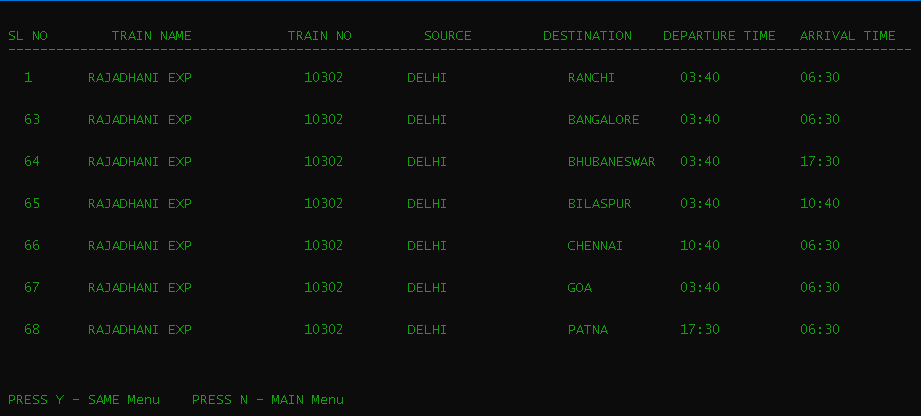 SL NO TRAIN NAME TRAIN NO SOURCE DESTINATION DEPARTURE TIME ARRIVAL TIME
1 RAJADHANI EXP 10302 DELHI RANCHI 03:40 06:30
63 RAJADHANI EXP 10302 DELHI BANGALORE 03:40 06:30
64 RAJADHANI EXP 10302 DELHI BHUBANESWAR 03:40 17:30
65 RAJADHANI EXP 10302 DELHI BILASPUR 03:40 10:40
66 RAJADHANI EXP 10302 DELHI CHENNAI 10:40 06:30
67 RAJADHANI EXP 10302 DELHI GOA 03:40 06:30
68 RAJADHANI EXP 10302 DELHI PATNA 17:30 06:30
PRESS Y - SAME Menu PRESS N - MAIN Menu